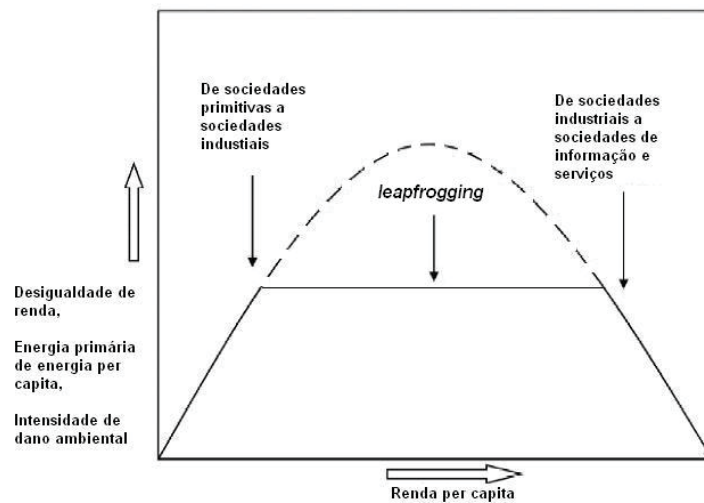 De sociedades
primitivas a
sociedades
industiais
De sociedades
industriais a
sociedades de
informação e
serviços
leapfrogging
Desigualdade de
renda,
Energia primária
de energia per
capita,
Intensidade de
dano ambiental
Renda per capita